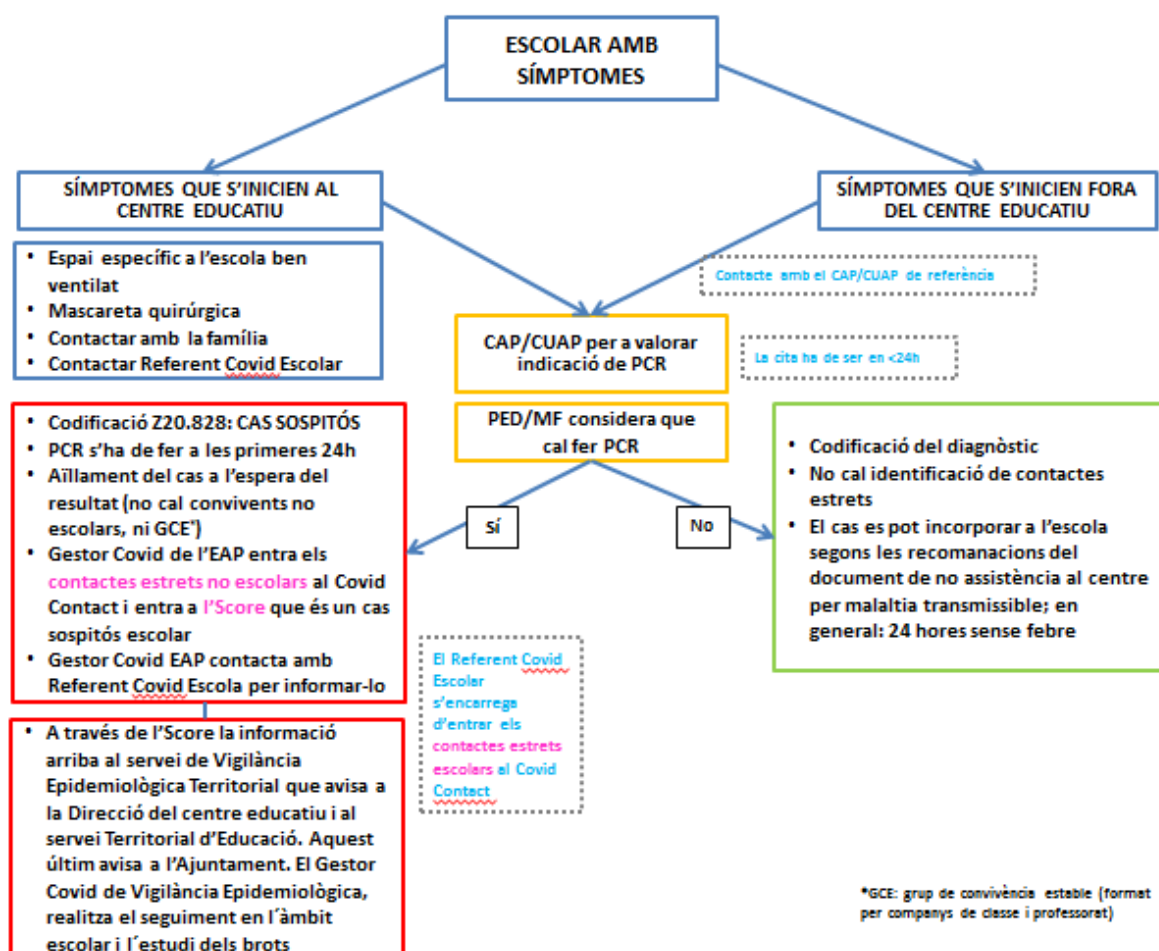 ESCOLAR AMB
SÍMPTOMES
SÍMPTOMES QUE S'INICIEN AL
CENTRE EDUCATIU
SÍMPTOMES QUE S'INICIEN FORA
DEL CENTRE EDUCATIU
• Espai específic a l'escola ben
ventilat
• Mascareta quirúrgica
• Contactar amb la família
• Contactar Referent Covid Escolar
Contacte amb el CAP/CUAP de referència
CAP/CUAP per a valorar
indicació de PCR
La cita ha de ser en <24h
PED/MF considera que
cal fer PCR
Sí
No
• Codificació Z20.828: CAS SOSPITÓS
• PCR s'ha de fer a les primeres 24h
• Aïllament del cas a l'espera del
resultat (no cal convivents no
escolars, ni GCE*)
• Gestor Covid de l'EAP entra els
contactes estrets no escolars al Covid
Contact i entra a l'Score que és un cas
sospitós escolar
• Gestor Covid EAP contacta amb
Referent Covid Escola per informar-lo
• Codificació del diagnòstic
• No cal identificació de contactes
estrets
• El cas es pot incorporar a l'escola
segons les recomanacions del
document de no assistència al centre
per malaltia transmissible; en
general: 24 hores sense febre
El Referent Covid
Escolar
s'encarrega
d'entrar els
contactes estrets
escolars al Covid
Contact
• A través de l'Score la informació
arriba al servei de Vigilància
Epidemiològica Territorial que avisa a
la Direcció del centre educatiu i al
servei Territorial d'Educació. Aquest
últim avisa a l'Ajuntament. El Gestor
Covid de Vigilància Epidemiològica,
realitza el seguiment en l´àmbit
escolar i l´estudi dels brots
*GCE: grup de convivència estable (format
per companys de classe i professorat)